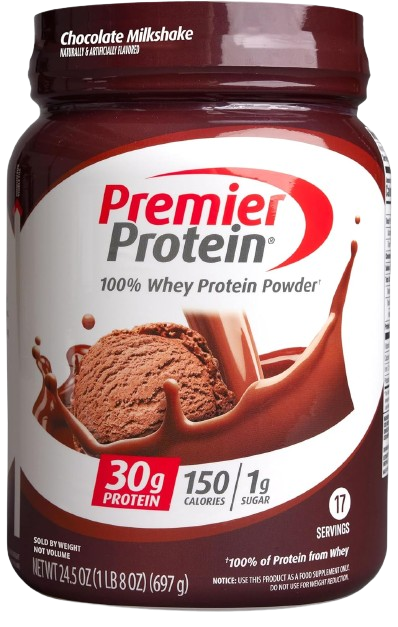 Chocolate Milkshake
NATURALLY & ARTIFICIALLY FLAVORED
Premier
Protein®
100% Whey Protein Powder†
30g
PROTEIN
150
CALORIES
1g
SUGAR
17
SERVINGS
SOLD BY WEIGHT
NOT VOLUME
NET WT 24.5 OZ (1 LB 8 OZ) (697 g)
†100% of Protein from Whey
NOTICE: USE THIS PRODUCT AS A FOOD SUPPLEMENT ONLY.
DO NOT USE FOR WEIGHT REDUCTION.